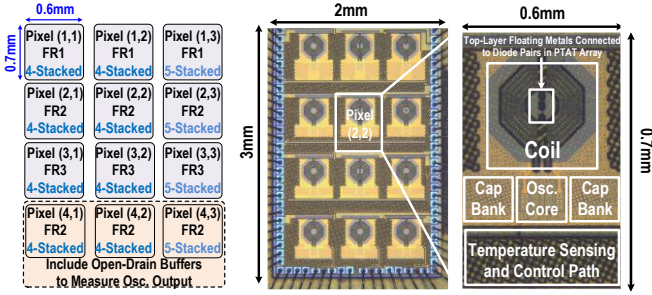 0.6mm
0.7mm
Pixel (1,1)
FR1
4-Stacked
Pixel (1,2)
FR1
4-Stacked
Pixel (1,3)
FR1
5-Stacked
Pixel (2,1)
FR2
4-Stacked
Pixel (2,2)
FR2
4-Stacked
Pixel (2,3)
FR2
5-Stacked
Pixel (3,1)
FR3
4-Stacked
Pixel (3,2)
FR3
4-Stacked
Pixel (3,3)
FR3
5-Stacked
Pixel (4,1)
FR2
4-Stacked
Pixel (4,2)
FR2
4-Stacked
Pixel (4,3)
FR2
5-Stacked
Include Open-Drain Buffers
to Measure Osc. Output
2mm
3mm
Pixel
(2,2)
0.6mm
0.7mm
Top-Layer Floating Metals Connected
to Diode Pairs in PTAT Array
Coil
Cap
Bank
Osc.
Core
Cap
Bank
Temperature Sensing
and Control Path